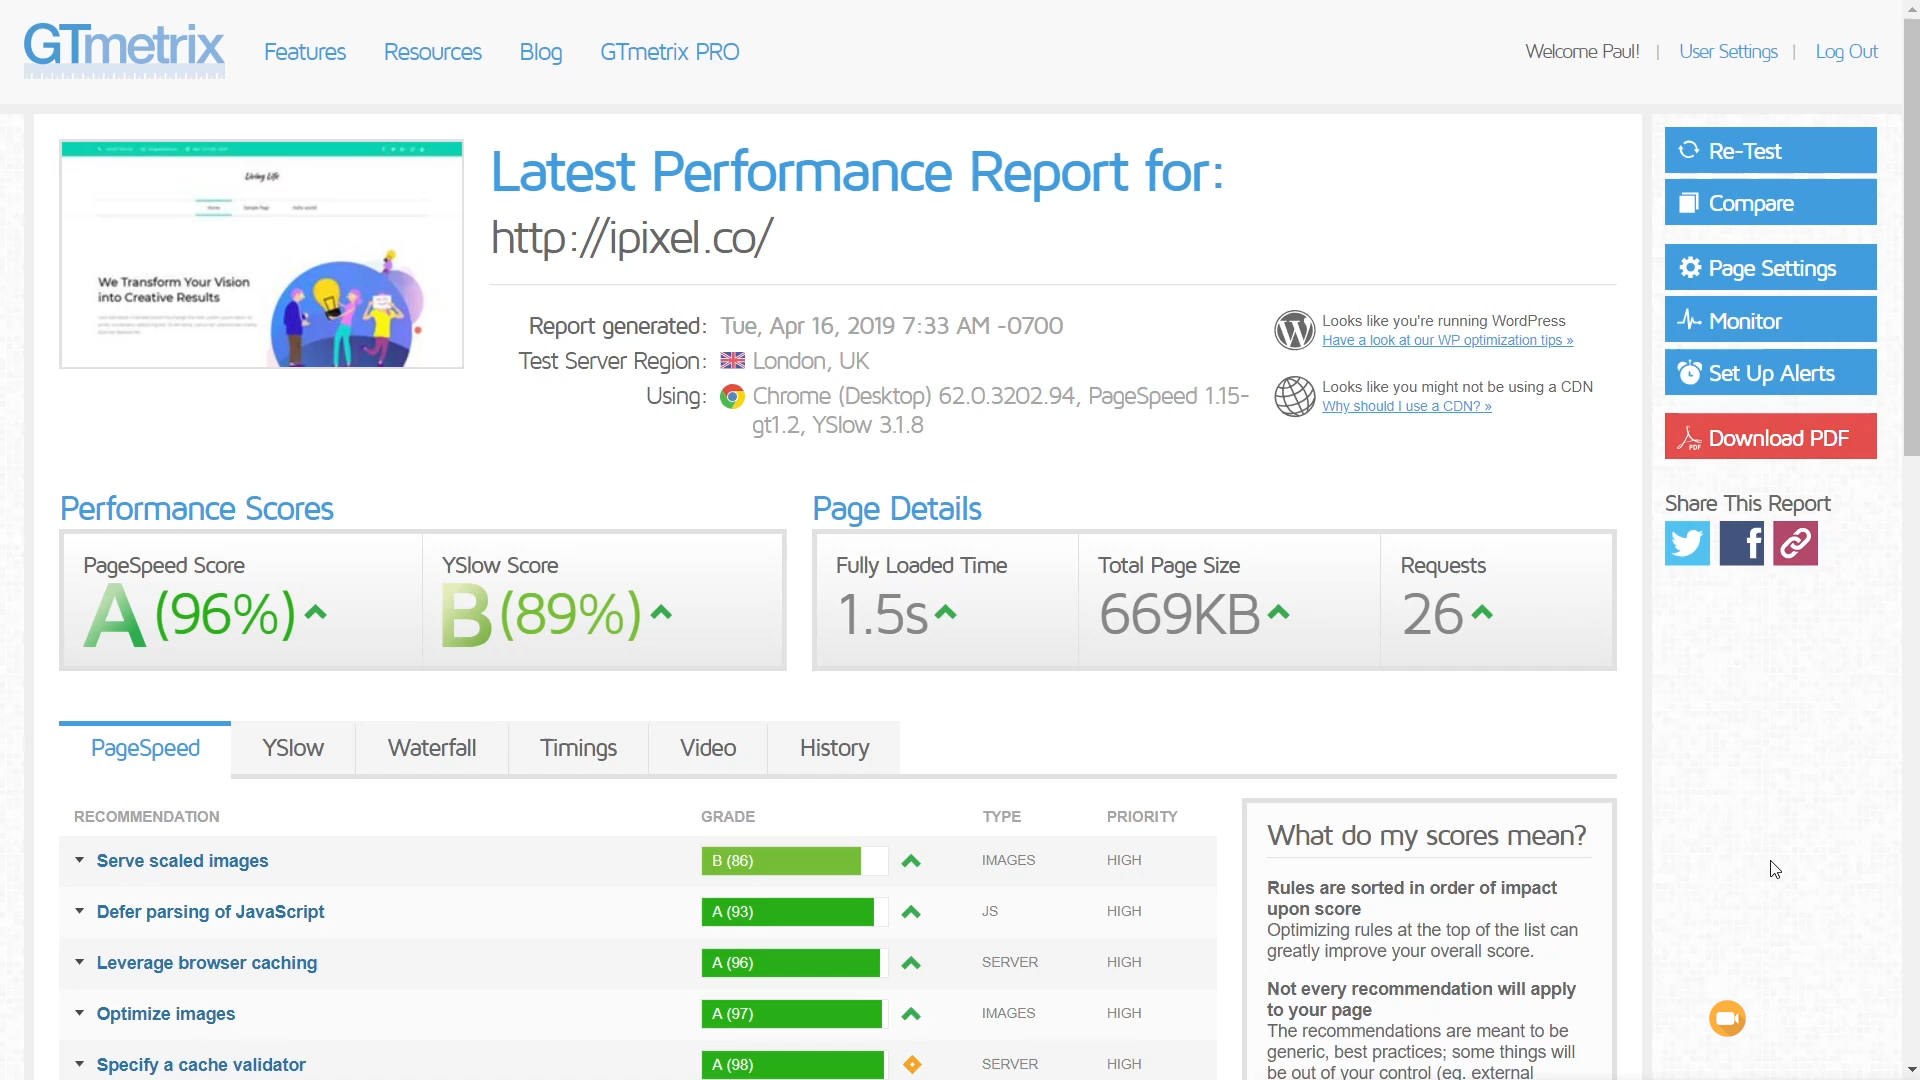 GTmetrix
Features
Resources
Blog
GTmetrix PRO
Welcome Paul! | User Settings | Log Out
Living Life
Home
Sample Page
We Transform Your Vision
into Creative Results
Latest Performance Report for:
http://ipixel.co/
Report generated: Tue, Apr 16, 2019 7:33 AM -0700
Test Server Region: London, UK
Using: Chrome (Desktop) 62.0.3202.94, PageSpeed 1.15-
gt1.2, YSlow 3.1.8
Looks like you're running WordPress
Have a look at our WP optimization tips »
Looks like you might not be using a CDN
Why should I use a CDN? »
Re-Test
Compare
Page Settings
Monitor
Set Up Alerts
PDF
Download PDF
Share This Report
Performance Scores
PageSpeed Score
A (96%)
YSlow Score
B (89%)
Page Details
Fully Loaded Time
1.5s
Total Page Size
669KB
Requests
26
PageSpeed
YSlow
Waterfall
Timings
Video
History
RECOMMENDATION GRADE TYPE PRIORITY
Serve scaled images B (86) IMAGES HIGH
Defer parsing of JavaScript A (93) JS HIGH
Leverage browser caching A (96) SERVER HIGH
Optimize images A (97) IMAGES HIGH
Specify a cache validator A (98) SERVER HIGH
What do my scores mean?
Rules are sorted in order of impact
upon score
Optimizing rules at the top of the list can
greatly improve your overall score.
Not every recommendation will apply
to your page
The recommendations are meant to be
generic, best practices; some things will
be out of your control (eg. external